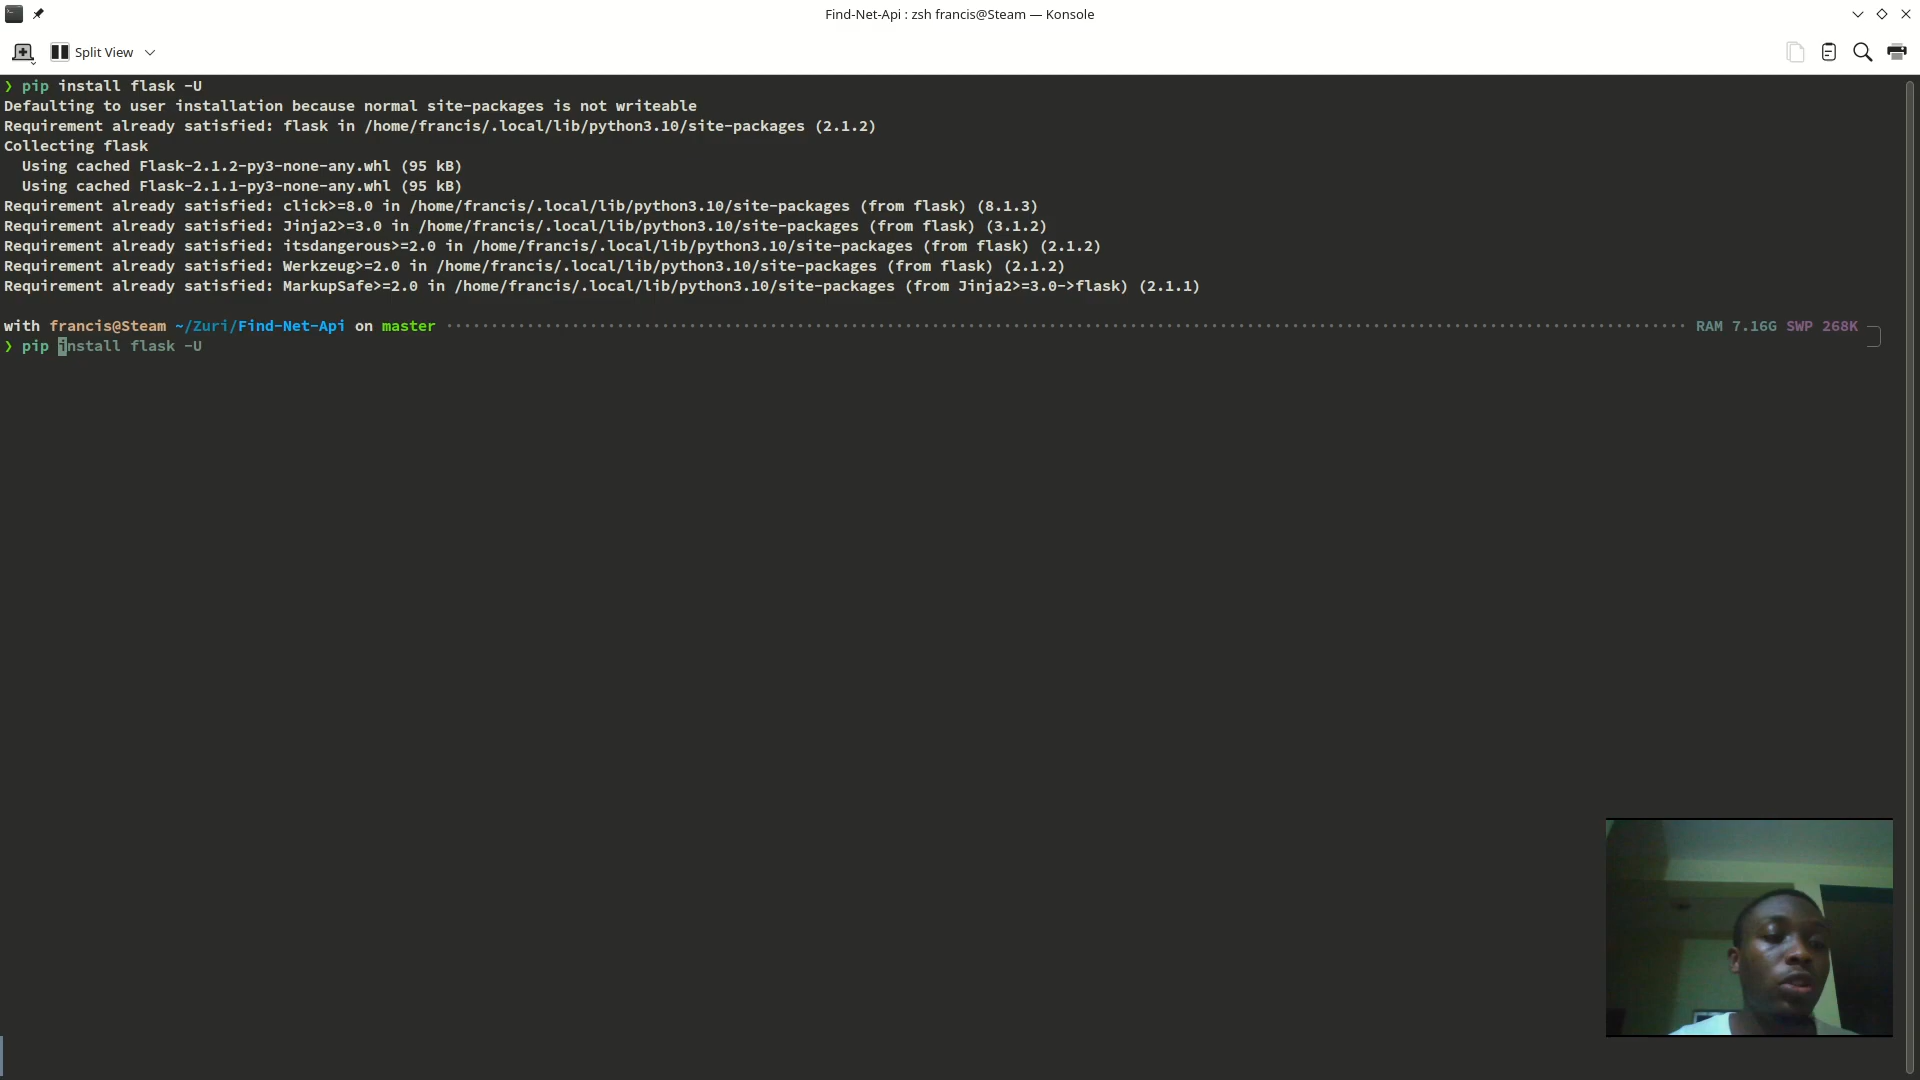 Find-Net-Api : zsh francis@Steam — Konsole
Split View
❯ pip install flask -U
Defaulting to user installation because normal site-packages is not writeable
Requirement already satisfied: flask in /home/francis/.local/lib/python3.10/site-packages (2.1.2)
Collecting flask
  Using cached Flask-2.1.2-py3-none-any.whl (95 kB)
  Using cached Flask-2.1.1-py3-none-any.whl (95 kB)
Requirement already satisfied: click>=8.0 in /home/francis/.local/lib/python3.10/site-packages (from flask) (8.1.3)
Requirement already satisfied: Jinja2>=3.0 in /home/francis/.local/lib/python3.10/site-packages (from flask) (3.1.2)
Requirement already satisfied: itsdangerous>=2.0 in /home/francis/.local/lib/python3.10/site-packages (from flask) (2.1.2)
Requirement already satisfied: Werkzeug>=2.0 in /home/francis/.local/lib/python3.10/site-packages (from flask) (2.1.2)
Requirement already satisfied: MarkupSafe>=2.0 in /home/francis/.local/lib/python3.10/site-packages (from Jinja2>=3.0->flask) (2.1.1)
with francis@Steam ~/Zuri/Find-Net-Api on master RAM 7.16G SWP 268K
❯ pip install flask -U